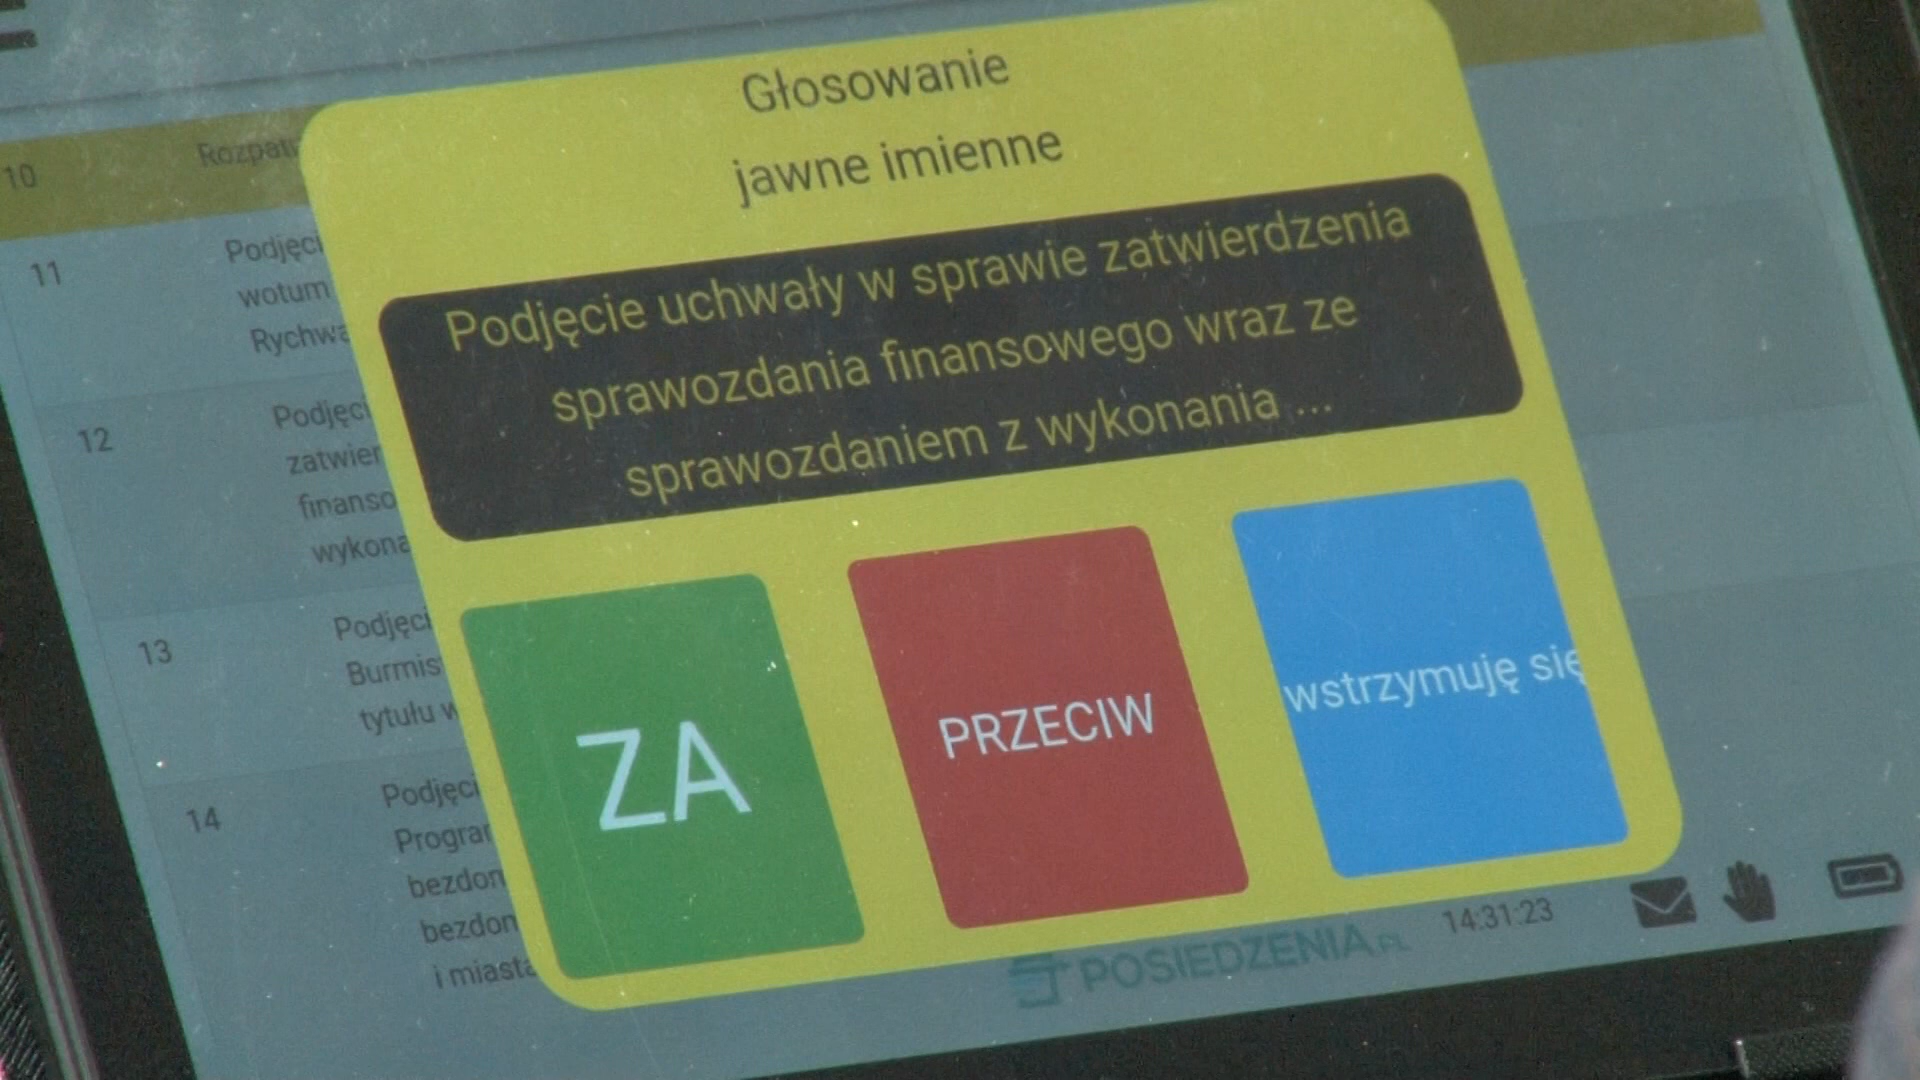 Głosowanie
jawne imienne
Podjęcie uchwały w sprawie zatwierdzenia
sprawozdania finansowego wraz ze
sprawozdaniem z wykonania ...
ZA
PRZECIW
wstrzymuję się
10
11
Podjęci
wotum
Rychwa
12
Podjęci
zatwier
finanso
wykona
13
Podjęci
Burmis
tytułu w
14
Podjęci
Progra
bezdon
bezdon
i miasta
POSIEDZENIA.PL
14:31:23